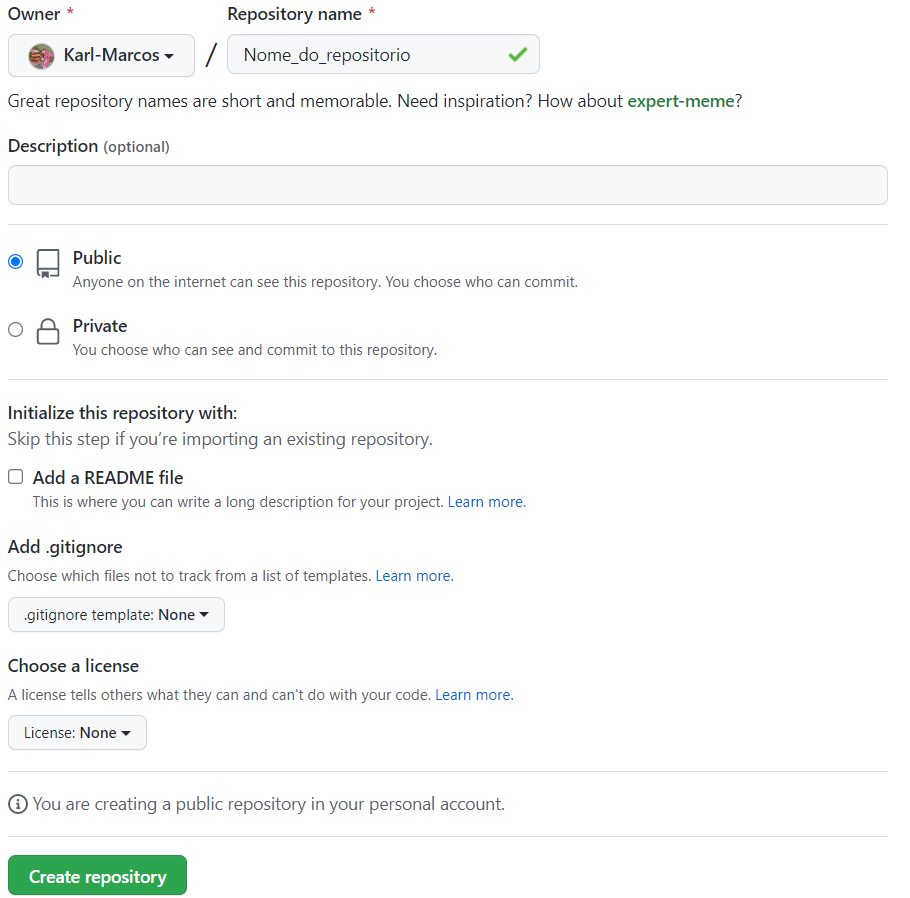 Owner *
Repository name *
Karl-Marcos
/
Nome_do_repositorio
Great repository names are short and memorable. Need inspiration? How about expert-meme?
Description (optional)
Public
Anyone on the internet can see this repository. You choose who can commit.
Private
You choose who can see and commit to this repository.
Initialize this repository with:
Skip this step if you’re importing an existing repository.
Add a README file
This is where you can write a long description for your project. Learn more.
Add .gitignore
Choose which files not to track from a list of templates. Learn more.
.gitignore template: None
Choose a license
A license tells others what they can and can't do with your code. Learn more.
License: None
You are creating a public repository in your personal account.
Create repository